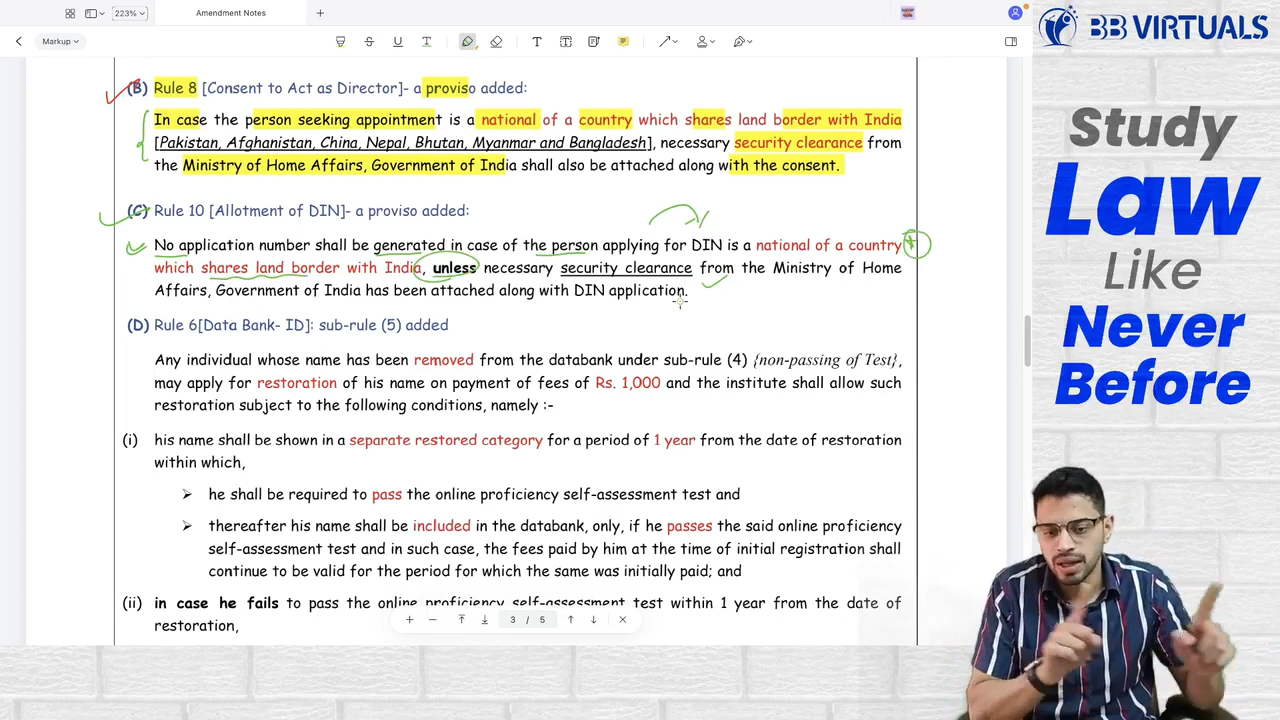 223%
Amendment Notes
BB VIRTUALS
Markup
(B) Rule 8 [Consent to Act as Director]- a proviso added:
In case the person seeking appointment is a national of a country which shares land border with India
[Pakistan, Afghanistan, China, Nepal, Bhutan, Myanmar and Bangladesh], necessary security clearance from
the Ministry of Home Affairs, Government of India shall also be attached along with the consent.
(C) Rule 10 [Allotment of DIN]- a proviso added:
No application number shall be generated in case of the person applying for DIN is a national of a country
which shares land border with India, unless necessary security clearance from the Ministry of Home
Affairs, Government of India has been attached along with DIN application.
(D) Rule 6[Data Bank- ID]: sub-rule (5) added
Any individual whose name has been removed from the databank under sub-rule (4) {non-passing of Test},
may apply for restoration of his name on payment of fees of Rs. 1,000 and the institute shall allow such
restoration subject to the following conditions, namely :-
(i) his name shall be shown in a separate restored category for a period of 1 year from the date of restoration
within which,
➤ he shall be required to pass the online proficiency self-assessment test and
➤ thereafter his name shall be included in the databank, only, if he passes the said online proficiency
self-assessment test and in such case, the fees paid by him at the time of initial registration shall
continue to be valid for the period for which the same was initially paid; and
(ii) in case he fails to pass the online proficiency self-assessment test within 1 year from the date of
restoration,
3 / 5
Study
Law
Like
Never
Before